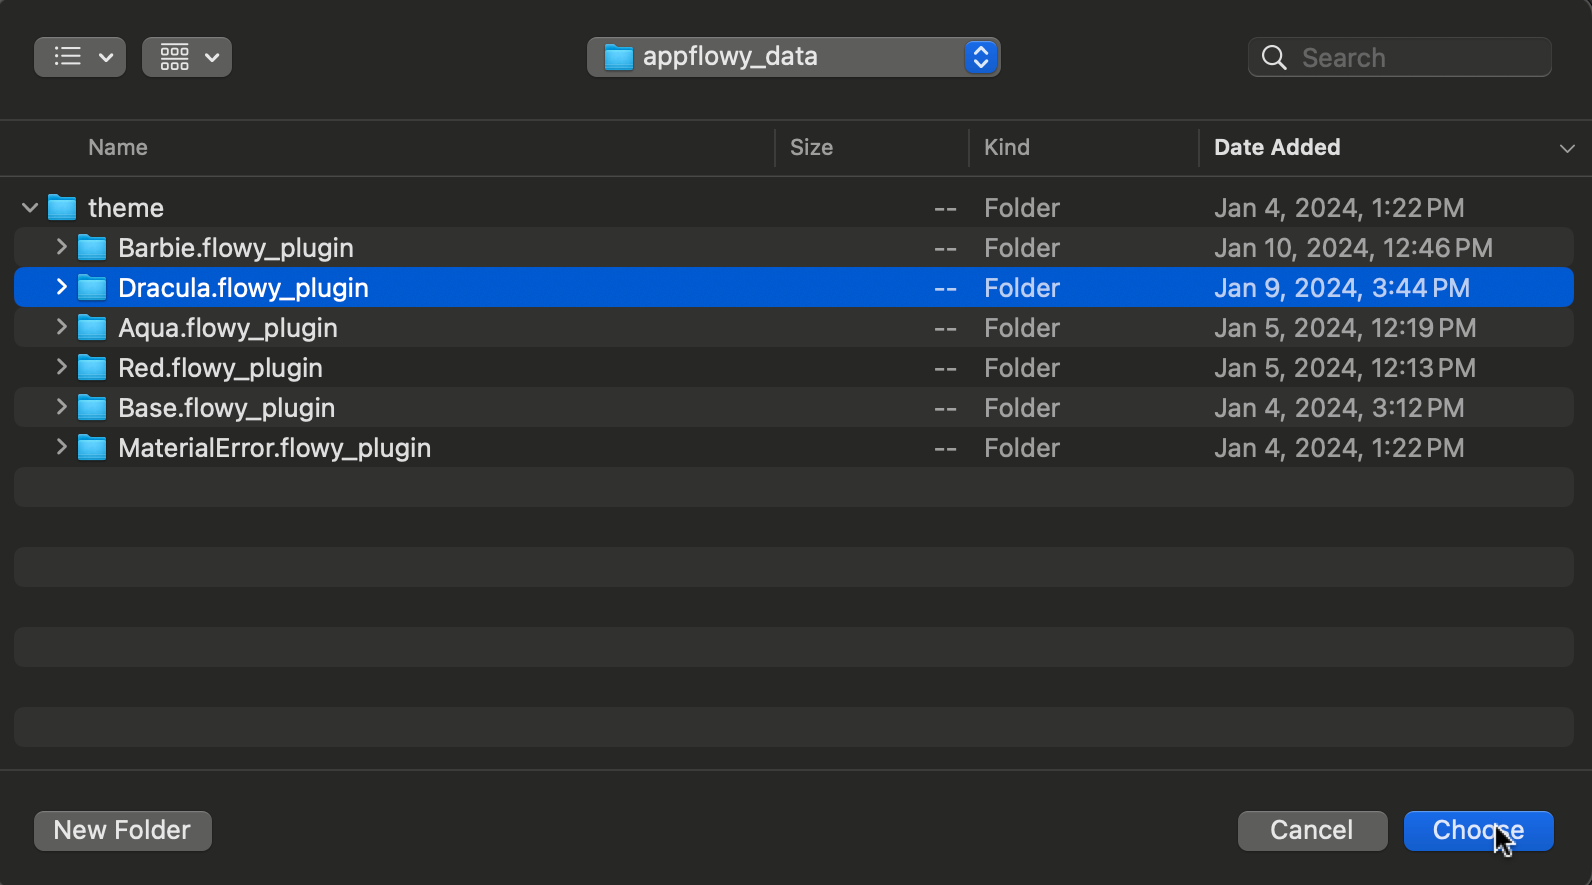 appflowy_data
Search
Name Size Kind Date Added
theme -- Folder Jan 4, 2024, 1:22 PM
Barbie.flowy_plugin -- Folder Jan 10, 2024, 12:46 PM
Dracula.flowy_plugin -- Folder Jan 9, 2024, 3:44 PM
Aqua.flowy_plugin -- Folder Jan 5, 2024, 12:19 PM
Red.flowy_plugin -- Folder Jan 5, 2024, 12:13 PM
Base.flowy_plugin -- Folder Jan 4, 2024, 3:12 PM
MaterialError.flowy_plugin -- Folder Jan 4, 2024, 1:22 PM
New Folder Cancel Choose